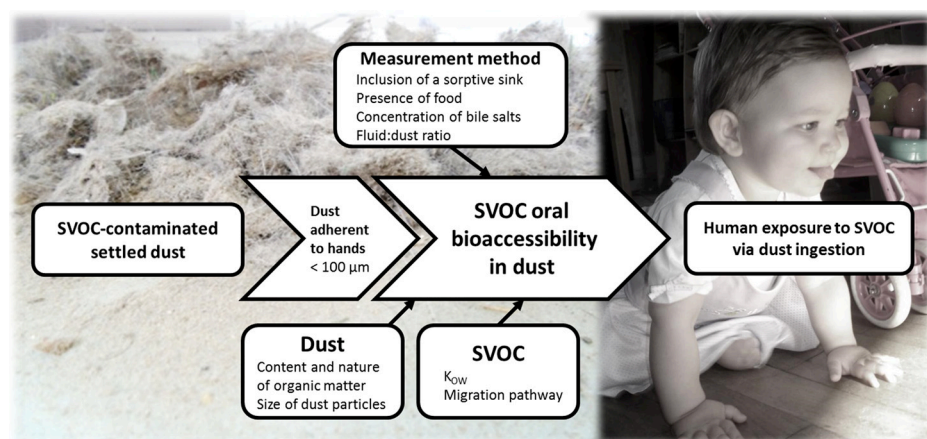 Measurement method
Inclusion of a sorptive sink
Presence of food
Concentration of bile salts
Fluid:dust ratio
SVOC-contaminated
settled dust
Dust
adherent
to hands
< 100 µm
SVOC oral
bioaccessibility
in dust
Human exposure to SVOC
via dust ingestion
Dust
Content and nature
of organic matter
Size of dust particles
SVOC
KOW
Migration pathway